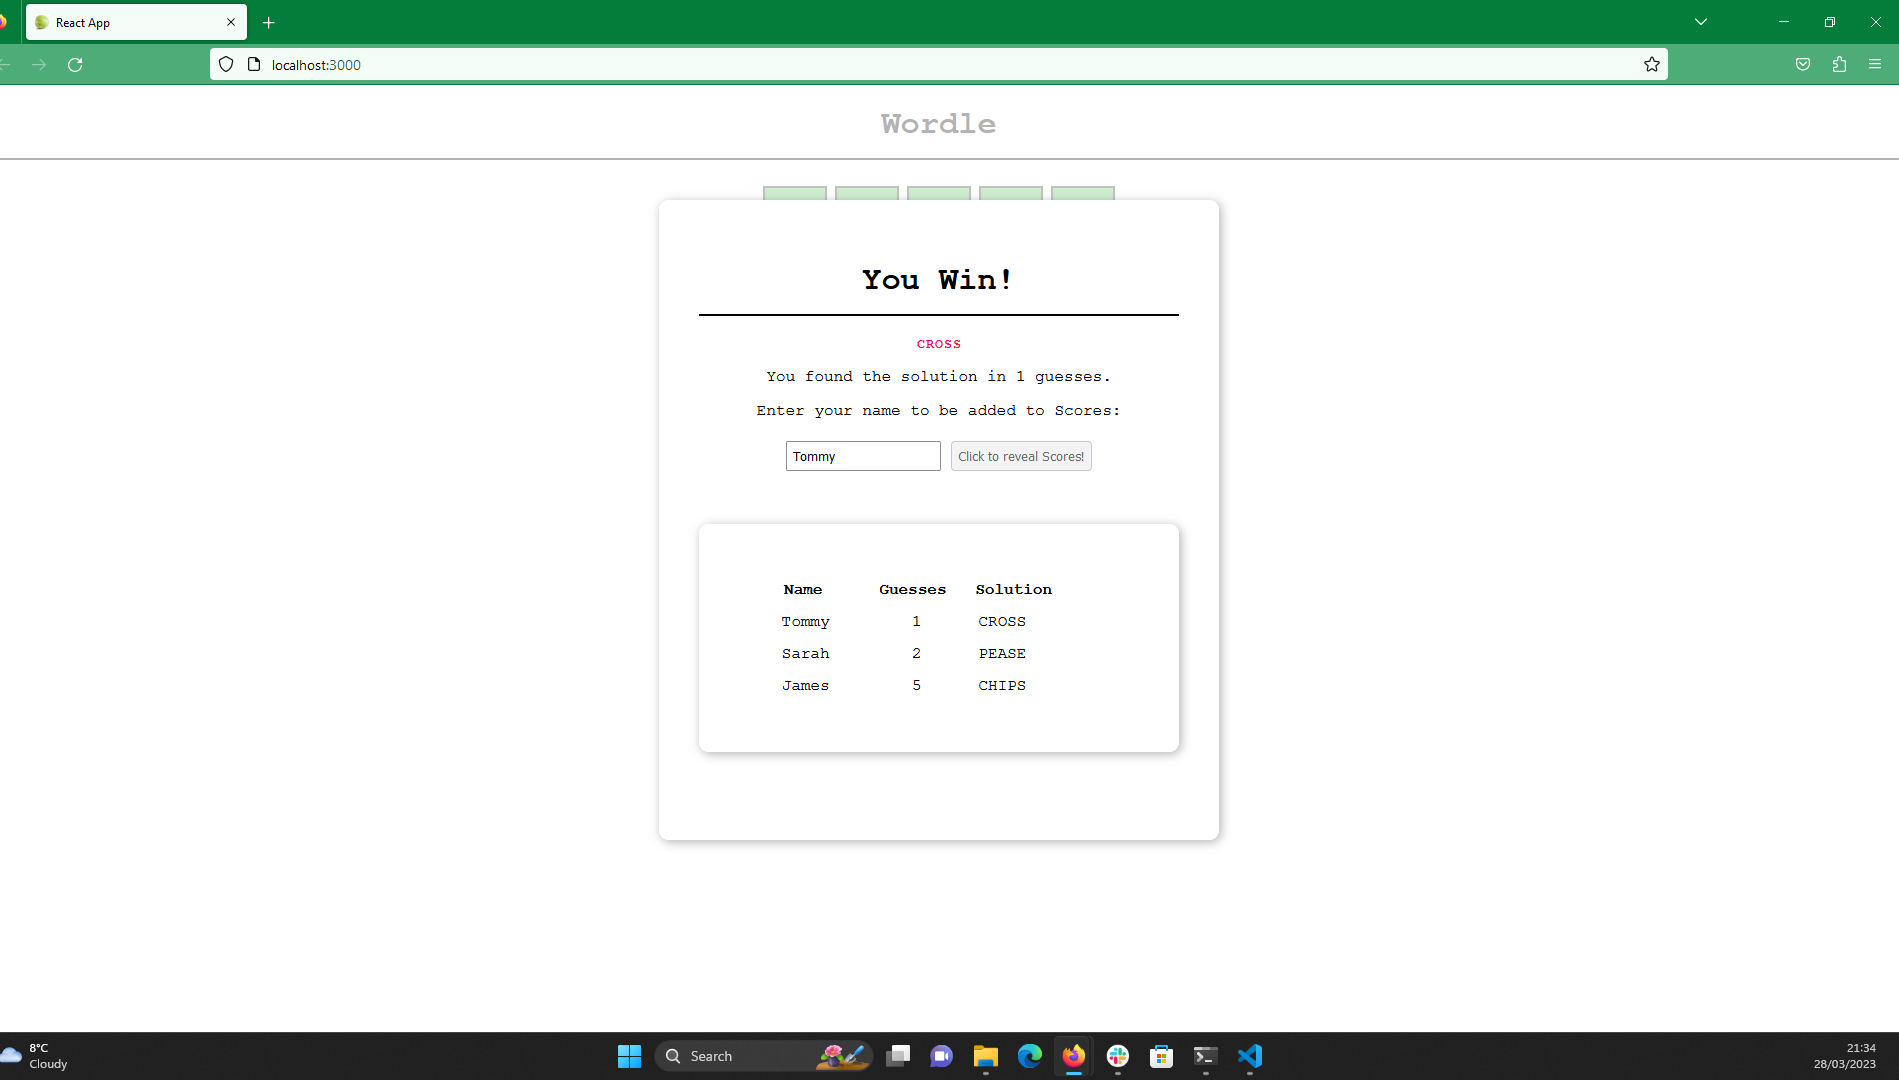 React App
localhost:3000
Wordle
You Win!
CROSS
You found the solution in 1 guesses.
Enter your name to be added to Scores:
Tommy Click to reveal Scores!
Name Guesses Solution
Tommy 1 CROSS
Sarah 2 PEASE
James 5 CHIPS
8°C
Cloudy
Search
21:34
28/03/2023